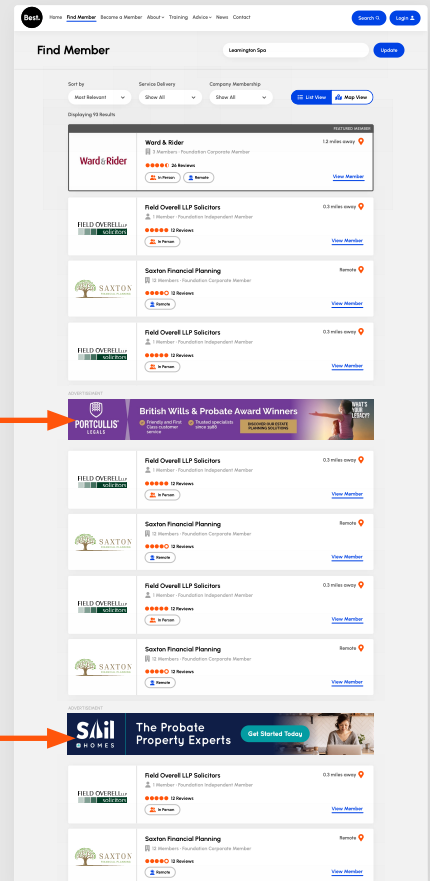 Best.
Home Find Member Become a Member About Training Advice News Contact
Search
Login
Find Member
Leamington Spa
Update
Sort by
Service Delivery
Company Membership
Most Relevant
Show All
Show All
List View
Map View
Displaying 93 Results
FEATURED MEMBER
Ward & Rider
Ward & Rider
1.2 miles away
3 Members · Foundation Corporate Member
26 Reviews
In Person
Remote
View Member
FIELD OVERELL LLP
solicitors
Field Overell LLP Solicitors
0.3 miles away
1 Member · Foundation Independent Member
12 Reviews
In Person
View Member
SAXTON
Saxton Financial Planning
Remote
12 Members · Foundation Corporate Member
12 Reviews
Remote
View Member
FIELD OVERELL LLP
solicitors
Field Overell LLP Solicitors
0.3 miles away
1 Member · Foundation Independent Member
12 Reviews
In Person
View Member
ADVERTISEMENT
PORTCULLIS
LEGALS
British Wills & Probate Award Winners
Friendly and First Class customer service
Trusted specialists since 1988
DISCOVER OUR ESTATE PLANNING SOLUTIONS
WHAT'S YOUR LEGACY?
FIELD OVERELL LLP
solicitors
Field Overell LLP Solicitors
0.3 miles away
1 Member · Foundation Independent Member
12 Reviews
In Person
View Member
SAXTON
Saxton Financial Planning
Remote
12 Members · Foundation Corporate Member
12 Reviews
Remote
View Member
FIELD OVERELL LLP
solicitors
Field Overell LLP Solicitors
0.3 miles away
1 Member · Foundation Independent Member
12 Reviews
In Person
View Member
SAXTON
Saxton Financial Planning
Remote
12 Members · Foundation Corporate Member
12 Reviews
Remote
View Member
ADVERTISEMENT
SAil
HOMES
The Probate
Property Experts
Get Started Today
FIELD OVERELL LLP
solicitors
Field Overell LLP Solicitors
0.3 miles away
1 Member · Foundation Independent Member
12 Reviews
In Person
View Member
SAXTON
Saxton Financial Planning
Remote
12 Members · Foundation Corporate Member
12 Reviews
Remote
View Member